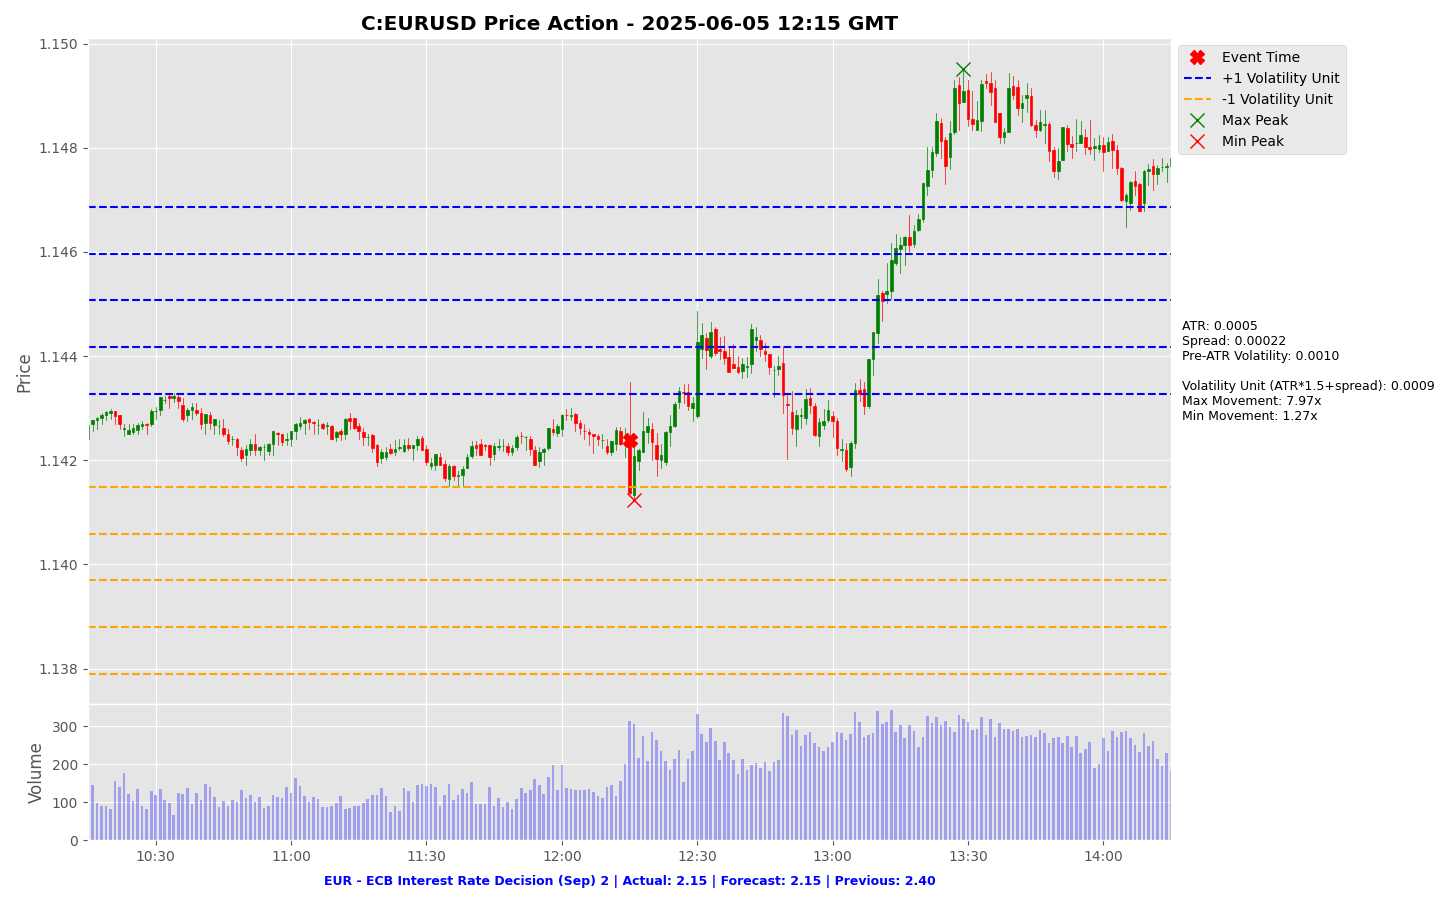 C:EURUSD Price Action - 2025-06-05 12:15 GMT
1.150
1.148
1.146
1.144
1.142
1.140
1.138
Price
Event Time
+1 Volatility Unit
-1 Volatility Unit
Max Peak
Min Peak
ATR: 0.0005
Spread: 0.00022
Pre-ATR Volatility: 0.0010
Volatility Unit (ATR*1.5+spread): 0.0009
Max Movement: 7.97x
Min Movement: 1.27x
300
200
100
0
Volume
10:30 11:00 11:30 12:00 12:30 13:00 13:30 14:00
EUR - ECB Interest Rate Decision (Sep) 2 | Actual: 2.15 | Forecast: 2.15 | Previous: 2.40